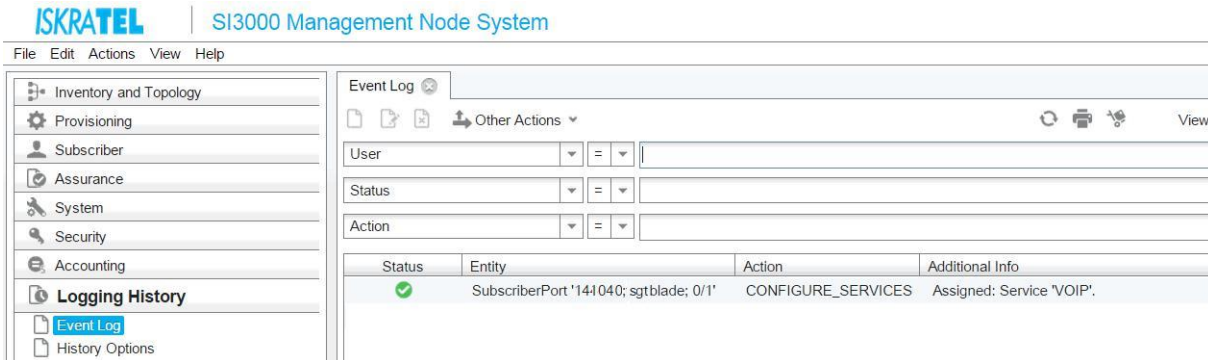 ISKRATEL SI3000 Management Node System
File Edit Actions View Help
Inventory and Topology
Provisioning
Subscriber
Assurance
System
Security
Accounting
Logging History
Event Log
History Options
Event Log
Other Actions View
User =
Status =
Action =
Status Entity Action Additional Info
SubscriberPort '141040; sgtblade; 0/1' CONFIGURE_SERVICES Assigned: Service 'VOIP'.